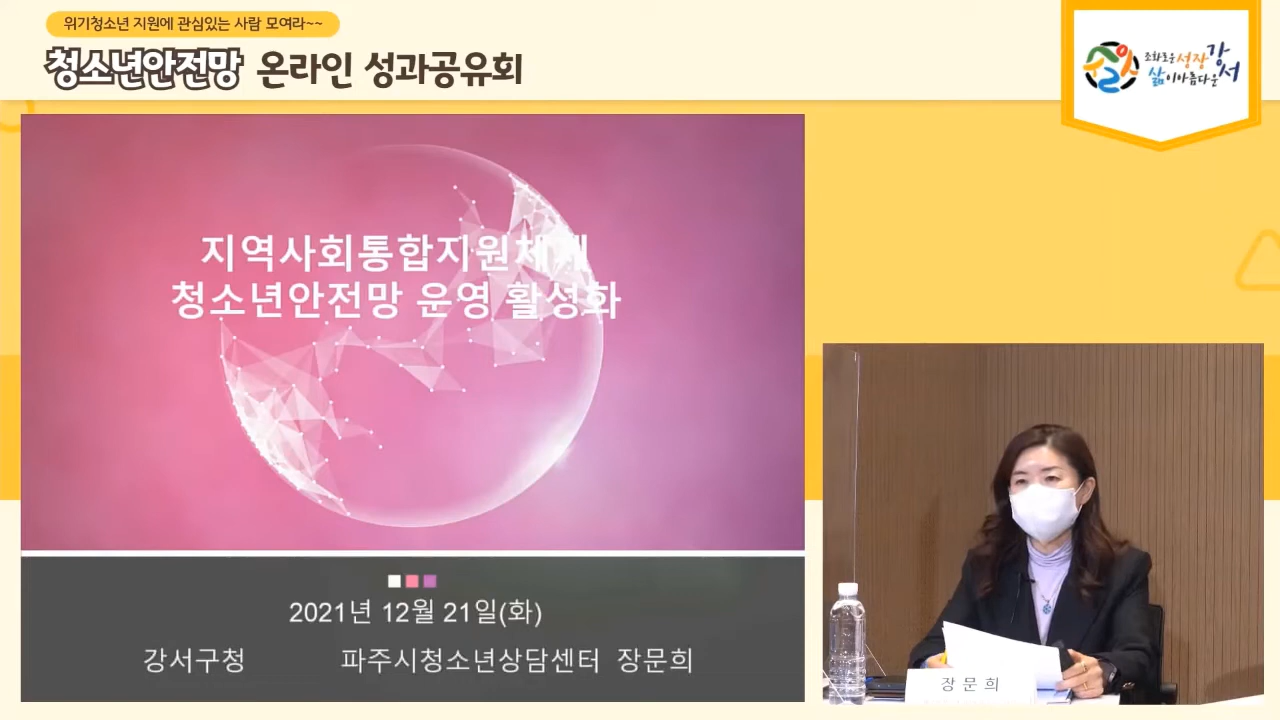 위기청소년 지원에 관심있는 사람 모여라~~
청소년안전망 온라인 성과공유회
조화로운 성장 강서
삶이 아름다운
지역사회통합지원체계
청소년안전망 운영 활성화
2021년 12월 21일(화)
강서구청 파주시청소년상담센터 장문희
장 문 희